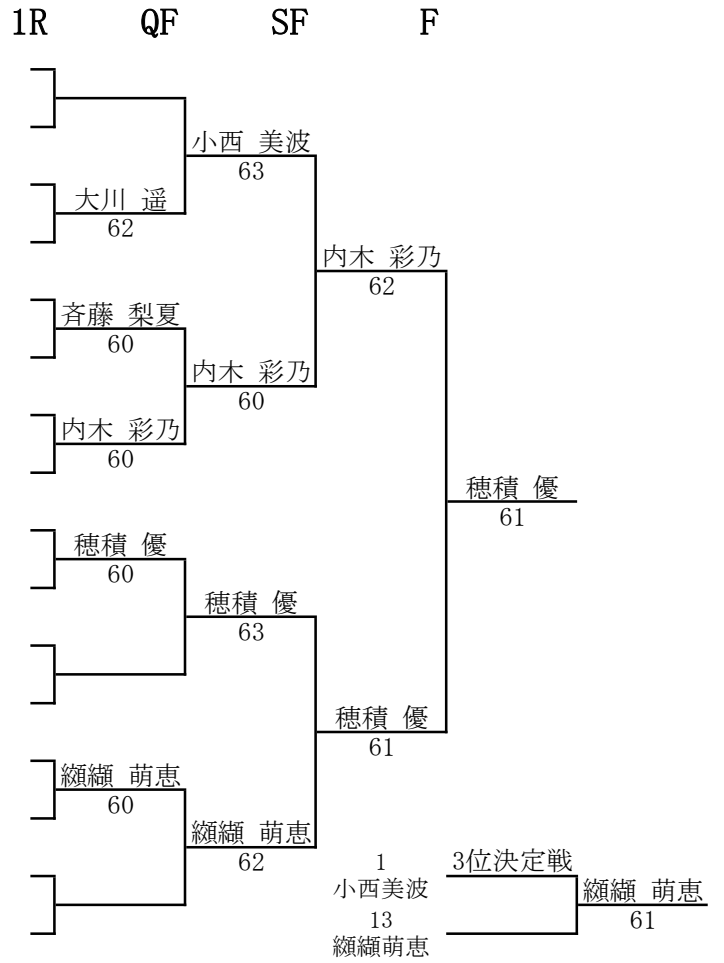 1R QF SF F
小西 美波
63
大川 遥
62
内木 彩乃
62
斉藤 梨夏
60
内木 彩乃
60
内木 彩乃
60
穂積 優
61
穂積 優
60
穂積 優
63
穂積 優
61
纐纈 萌恵
60
纐纈 萌恵
62
1
小西美波
3位決定戦
纐纈 萌恵
61
13
纐纈萌恵